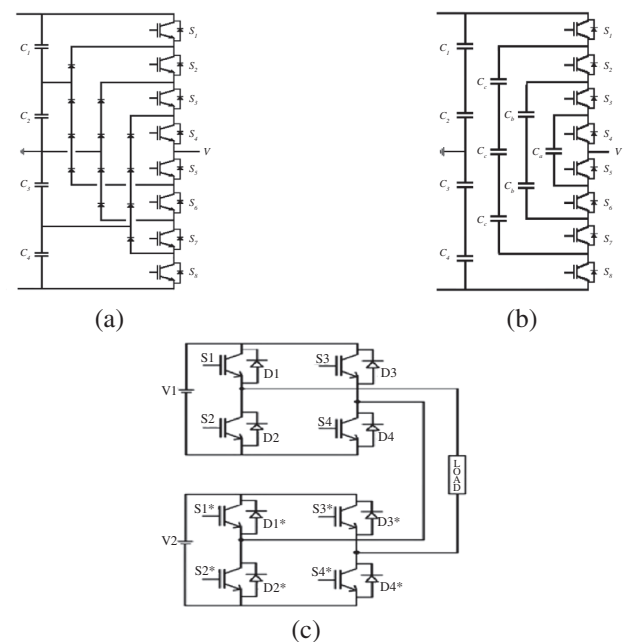 C1
C2
C3
C4
S1
S2
S3
S4
V
S5
S6
S7
S8
(a)
C1
C2
C3
C4
Cc
Cc
Cc
Cb
Cb
Ca
S1
S2
S3
S4
V
S5
S6
S7
S8
(b)
V1
S1
D1
S3
D3
S2
D2
S4
D4
LOAD
V2
S1*
D1*
S3*
D3*
S2*
D2*
S4*
D4*
(c)